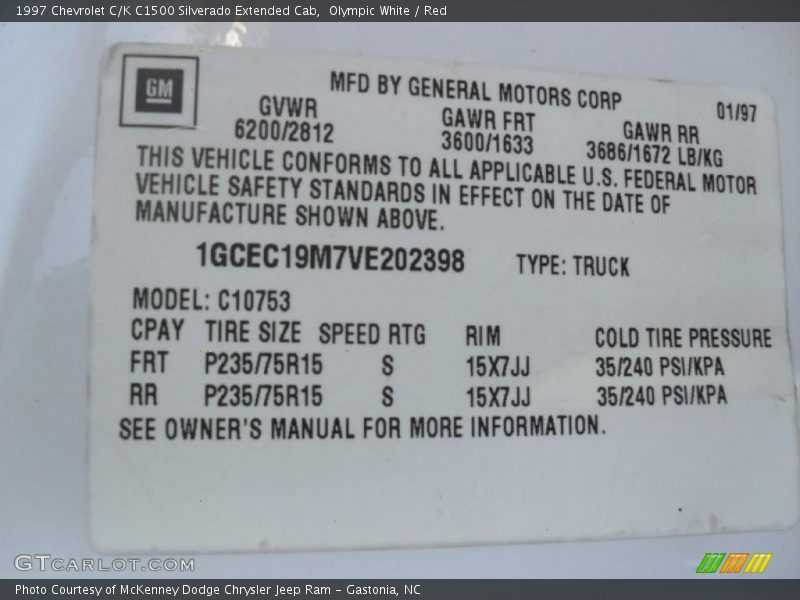 1997 Chevrolet C/K C1500 Silverado Extended Cab, Olympic White / Red
GM
MFD BY GENERAL MOTORS CORP 01/97
GVWR GAWR FRT GAWR RR
6200/2812 3600/1633 3686/1672 LB/KG
THIS VEHICLE CONFORMS TO ALL APPLICABLE U.S. FEDERAL MOTOR
VEHICLE SAFETY STANDARDS IN EFFECT ON THE DATE OF
MANUFACTURE SHOWN ABOVE.
1GCEC19M7VE202398 TYPE: TRUCK
MODEL: C10753
CPAY TIRE SIZE SPEED RTG RIM COLD TIRE PRESSURE
FRT P235/75R15 S 15X7JJ 35/240 PSI/KPA
RR P235/75R15 S 15X7JJ 35/240 PSI/KPA
SEE OWNER'S MANUAL FOR MORE INFORMATION.
GTCARLOT.COM
Photo Courtesy of McKenney Dodge Chrysler Jeep Ram - Gastonia, NC